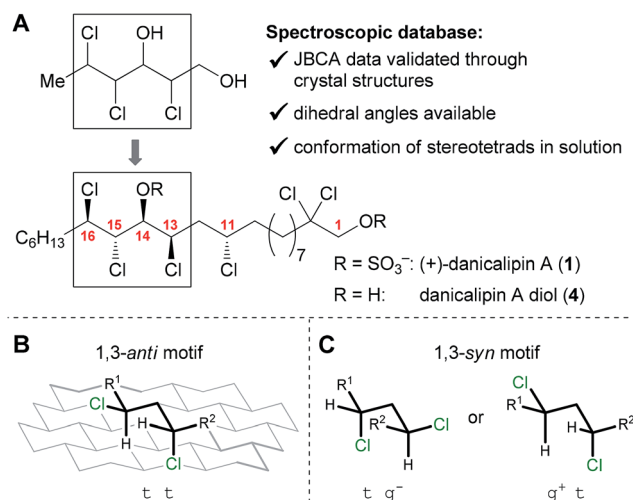 A
Cl OH
Me OH
Cl Cl
Spectroscopic database:
✓ JBCA data validated through
crystal structures
✓ dihedral angles available
✓ conformation of stereotetrads in solution
Cl OR Cl Cl
15 13 11 1
C6H13 16 14 7 OR
Cl Cl Cl
R = SO3−: (+)-danicalipin A (1)
R = H: danicalipin A diol (4)
B
1,3-anti motif
R1
Cl
H R2
H
Cl
t t
C
1,3-syn motif
R1
H Cl
R2
Cl H
t g−
or
Cl
R1 R2
H H
Cl
g+ t